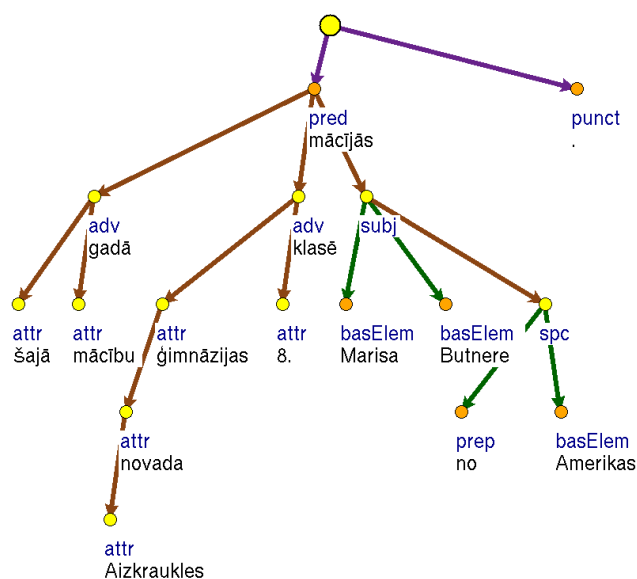 pred punct
mācījās .
adv adv subj
gadā klasē
attr attr attr attr basElem basElem spc
šajā mācību ģimnāzijas 8. Marisa Butnere
attr prep basElem
novada no Amerikas
attr
Aizkraukles